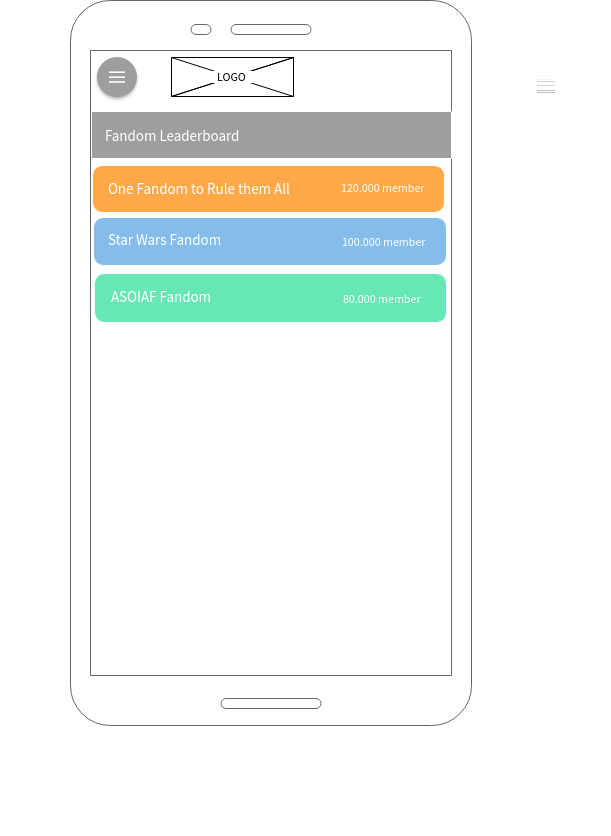 LOGO
Fandom Leaderboard
One Fandom to Rule them All 120.000 member
Star Wars Fandom 100.000 member
ASOIAF Fandom 80.000 member